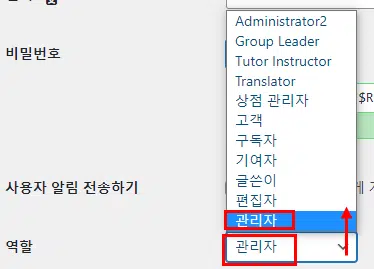 Administrator2
Group Leader
비밀번호
Tutor Instructor
Translator
상점 관리자
$R
고객
구독자
기여자
글쓴이
사용자 알림 전송하기
편집자
관리자
역할
관리자